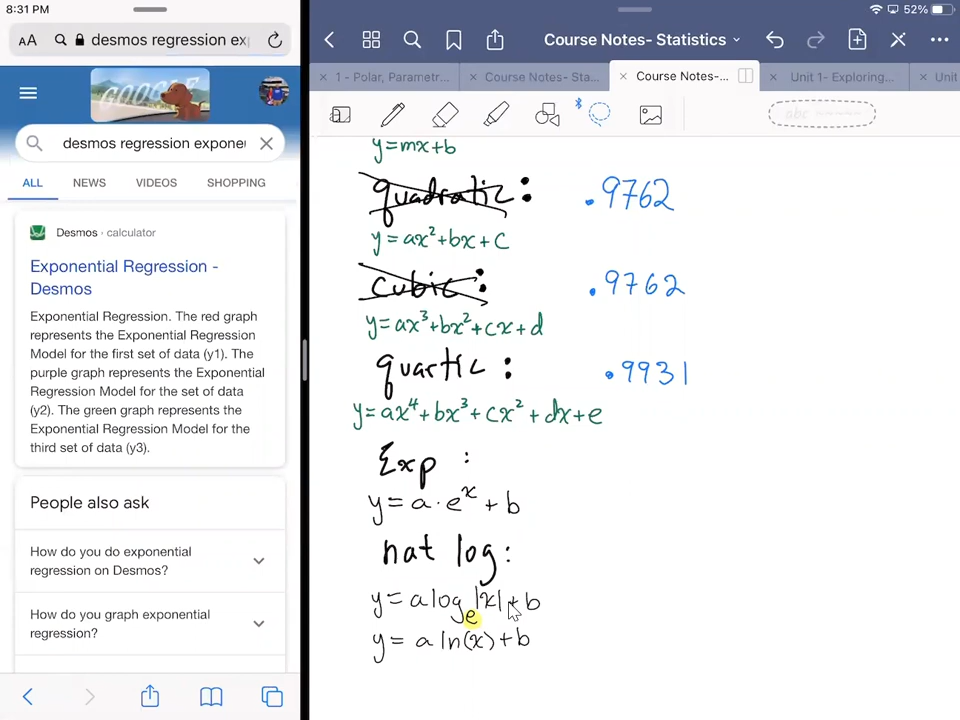 8:31 PM
52%
AA desmos regression ex
Course Notes- Statistics
1 - Polar, Parametr...
Course Notes- Sta...
Course Notes-...
Unit 1- Exploring...
Unit
GOOGLE
desmos regression expone
ALL NEWS VIDEOS SHOPPING
Desmos · calculator
Exponential Regression -
Desmos
Exponential Regression. The red graph
represents the Exponential Regression
Model for the first set of data (y1). The
purple graph represents the Exponential
Regression Model for the set of data
(y2). The green graph represents the
Exponential Regression Model for the
third set of data (y3).
People also ask
How do you do exponential
regression on Desmos?
How do you graph exponential
regression?
abc
y=mx+b
quadratic: .9762
y=ax²+bx+c
cubic: .9762
y=ax³+bx²+cx+d
quartic: .9931
y=ax⁴+bx³+cx²+dx+e
Exp:
y=a·eˣ+b
nat log:
y=alogₑ|x|+b
y=aln(x)+b